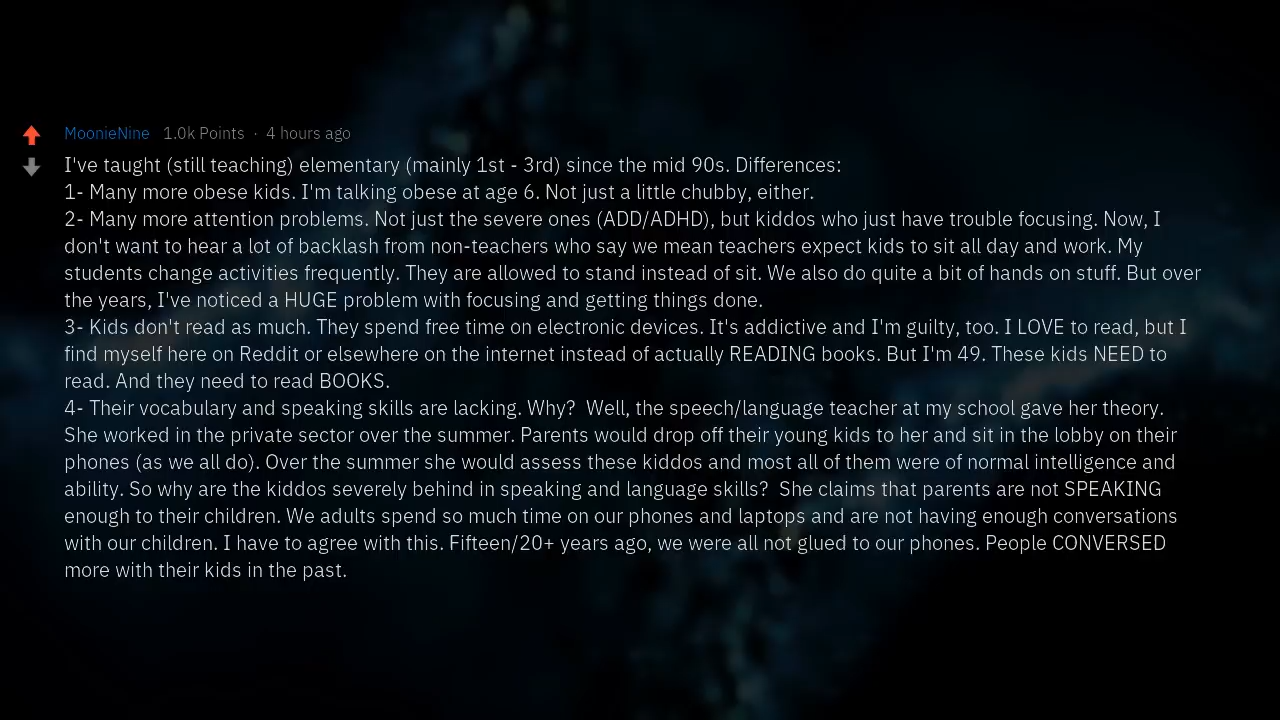 MoonieNine 1.0k Points · 4 hours ago
I've taught (still teaching) elementary (mainly 1st - 3rd) since the mid 90s. Differences:
1- Many more obese kids. I'm talking obese at age 6. Not just a little chubby, either.
2- Many more attention problems. Not just the severe ones (ADD/ADHD), but kiddos who just have trouble focusing. Now, I
don't want to hear a lot of backlash from non-teachers who say we mean teachers expect kids to sit all day and work. My
students change activities frequently. They are allowed to stand instead of sit. We also do quite a bit of hands on stuff. But over
the years, I've noticed a HUGE problem with focusing and getting things done.
3- Kids don't read as much. They spend free time on electronic devices. It's addictive and I'm guilty, too. I LOVE to read, but I
find myself here on Reddit or elsewhere on the internet instead of actually READING books. But I'm 49. These kids NEED to
read. And they need to read BOOKS.
4- Their vocabulary and speaking skills are lacking. Why?  Well, the speech/language teacher at my school gave her theory.
She worked in the private sector over the summer. Parents would drop off their young kids to her and sit in the lobby on their
phones (as we all do). Over the summer she would assess these kiddos and most all of them were of normal intelligence and
ability. So why are the kiddos severely behind in speaking and language skills?  She claims that parents are not SPEAKING
enough to their children. We adults spend so much time on our phones and laptops and are not having enough conversations
with our children. I have to agree with this. Fifteen/20+ years ago, we were all not glued to our phones. People CONVERSED
more with their kids in the past.